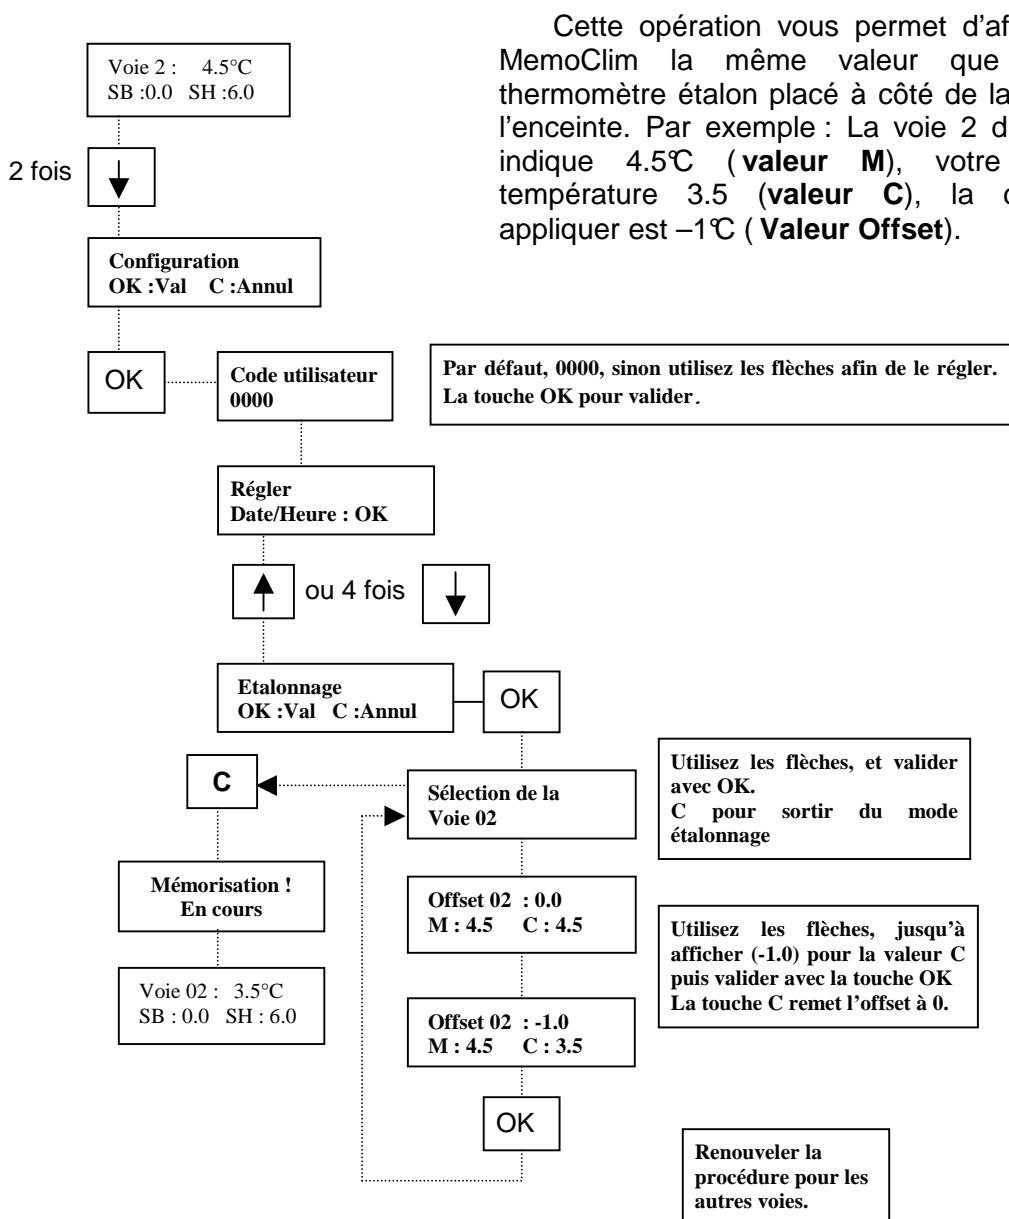 Cette opération vous permet d'af
MemoClim la même valeur que
thermomètre étalon placé à côté de la
l'enceinte. Par exemple : La voie 2 d
indique 4.5°C ( valeur M), votre
température 3.5 (valeur C), la
appliquer est –1°C ( Valeur Offset).
Voie 2 : 4.5°C
SB :0.0 SH :6.0
2 fois
Configuration
OK :Val C :Annul
OK
Code utilisateur
0000
Par défaut, 0000, sinon utilisez les flèches afin de le régler.
La touche OK pour valider.
Régler
Date/Heure : OK
ou 4 fois
Etalonnage
OK :Val C :Annul
OK
C
Sélection de la
Voie 02
Utilisez les flèches, et valider
avec OK.
C pour sortir du mode
étalonnage
Mémorisation !
En cours
Offset 02 : 0.0
M : 4.5 C : 4.5
Utilisez les flèches, jusqu'à
afficher (-1.0) pour la valeur C
puis valider avec la touche OK
La touche C remet l'offset à 0.
Voie 02 : 3.5°C
SB : 0.0 SH : 6.0
Offset 02 : -1.0
M : 4.5 C : 3.5
OK
Renouveler la
procédure pour les
autres voies.